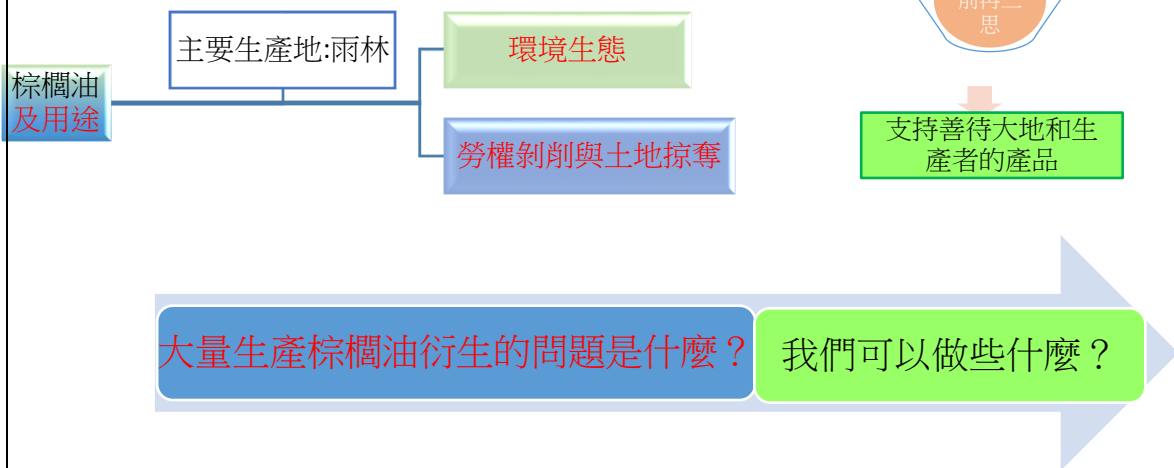 主要生產地:雨林
環境生態
棕櫚油
及用途
勞權剝削與土地掠奪
思
支持善待大地和生
產者的產品
大量生產棕櫚油衍生的問題是什麼？
我們可以做些什麼？